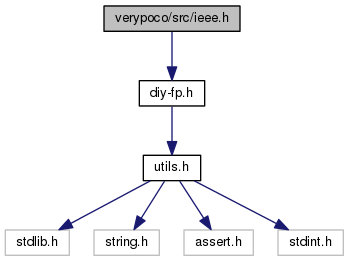 verypoco/src/ieee.h
diy-fp.h
utils.h
stdlib.h
string.h
assert.h
stdint.h